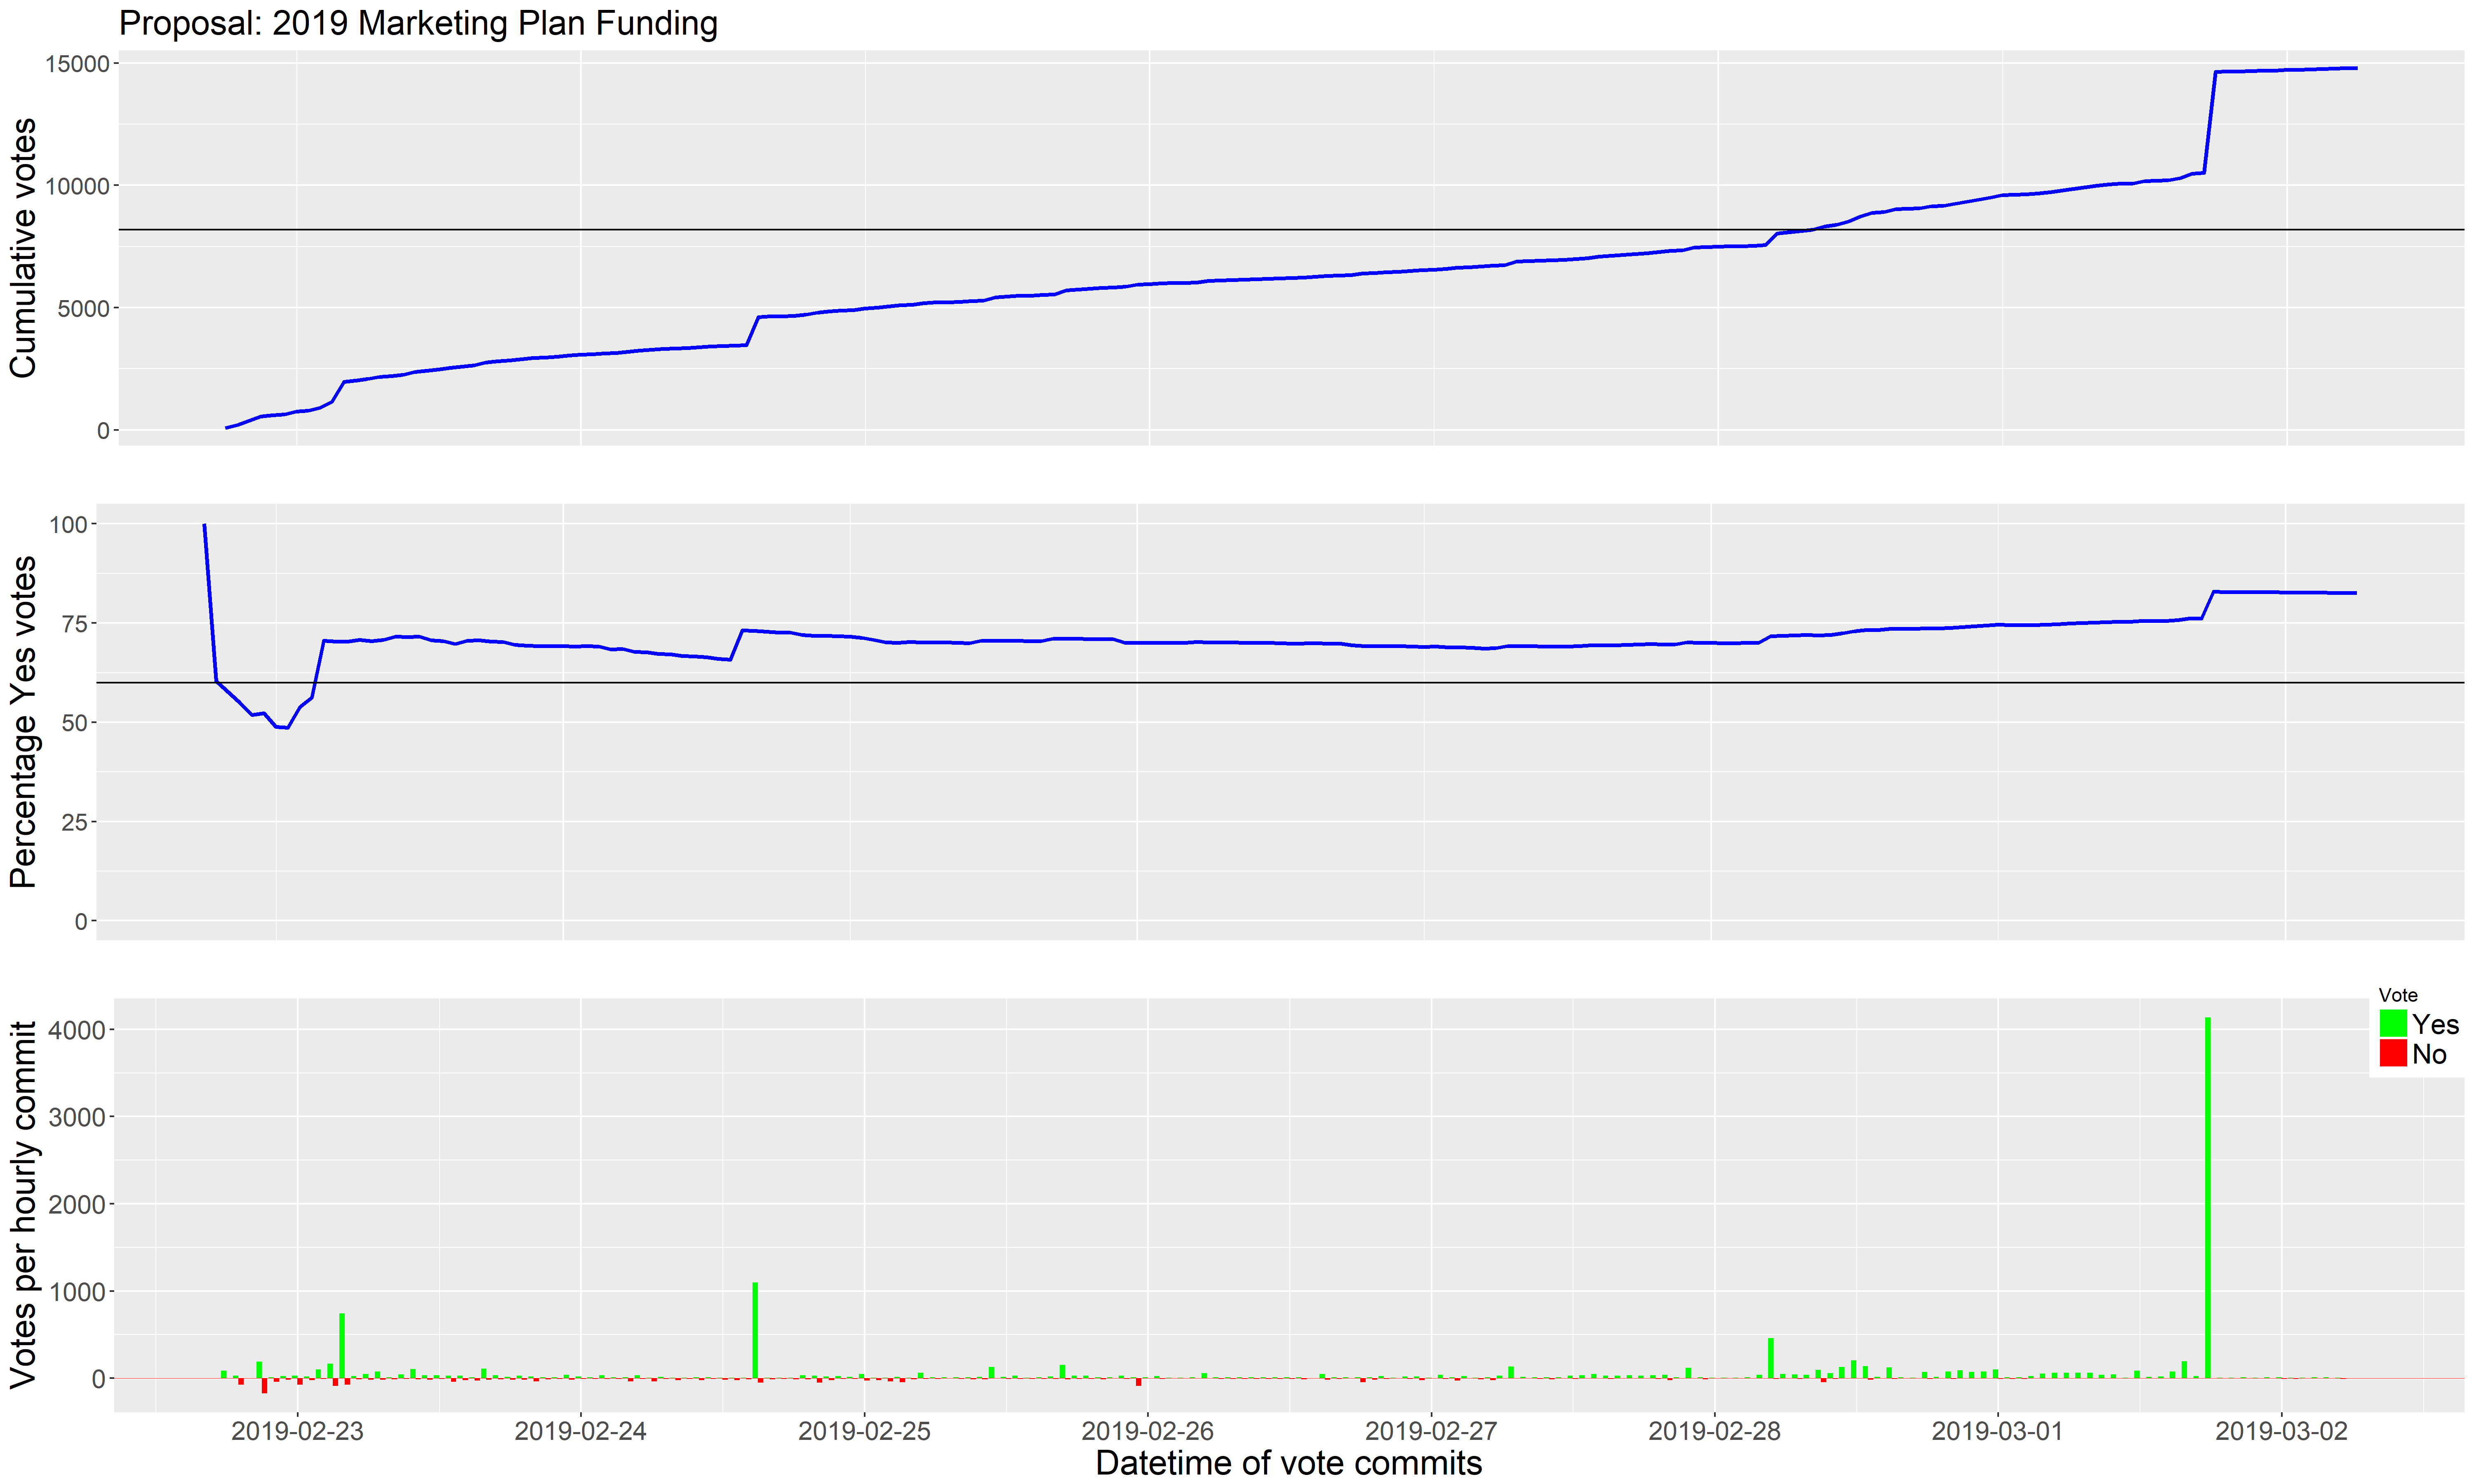 Proposal: 2019 Marketing Plan Funding
Cumulative votes
15000
10000
5000
0
Percentage Yes votes
100
75
50
25
0
Votes per hourly commit
4000
3000
2000
1000
0
Vote
Yes
No
2019-02-23 2019-02-24 2019-02-25 2019-02-26 2019-02-27 2019-02-28 2019-03-01 2019-03-02
Datetime of vote commits